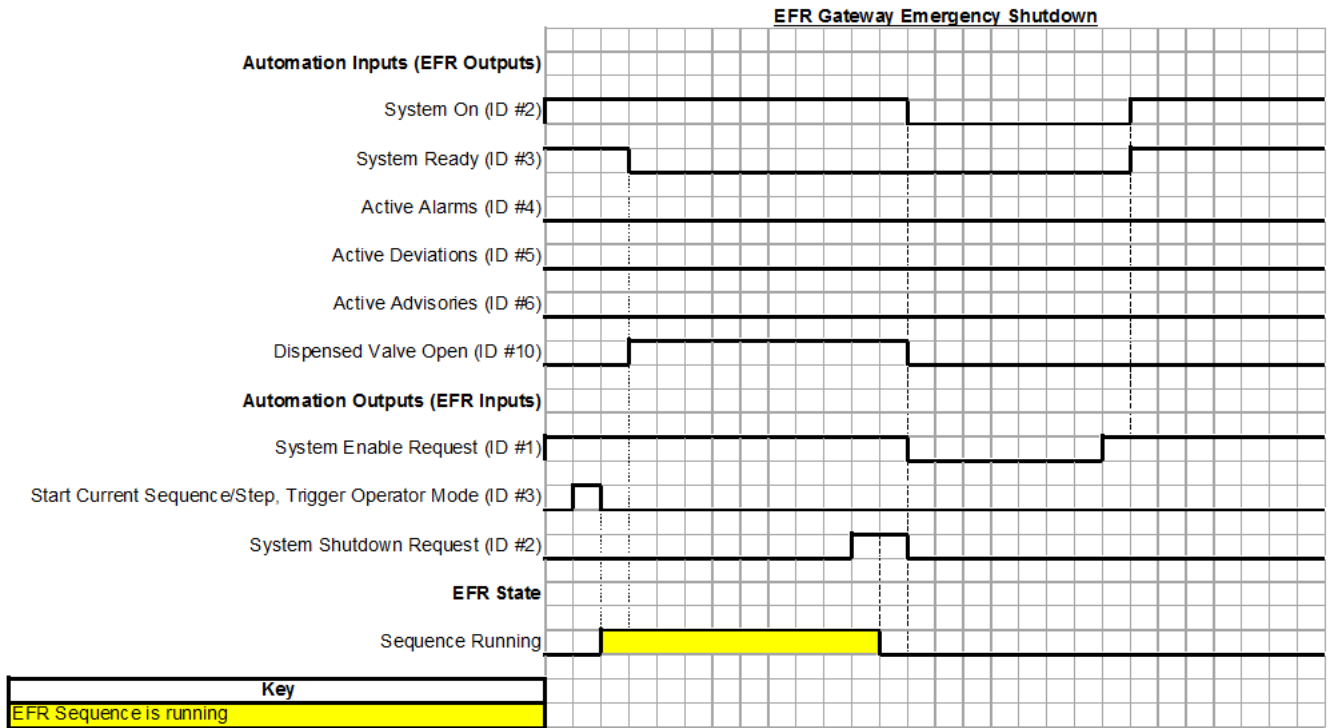 EFR Gateway Emergency Shutdown
Automation Inputs (EFR Outputs)
System On (ID #2)
System Ready (ID #3)
Active Alarms (ID #4)
Active Deviations (ID #5)
Active Advisories (ID #6)
Dispensed Valve Open (ID #10)
Automation Outputs (EFR Inputs)
System Enable Request (ID #1)
Start Current Sequence/Step, Trigger Operator Mode (ID #3)
System Shutdown Request (ID #2)
EFR State
Sequence Running
Key
EFR Sequence is running